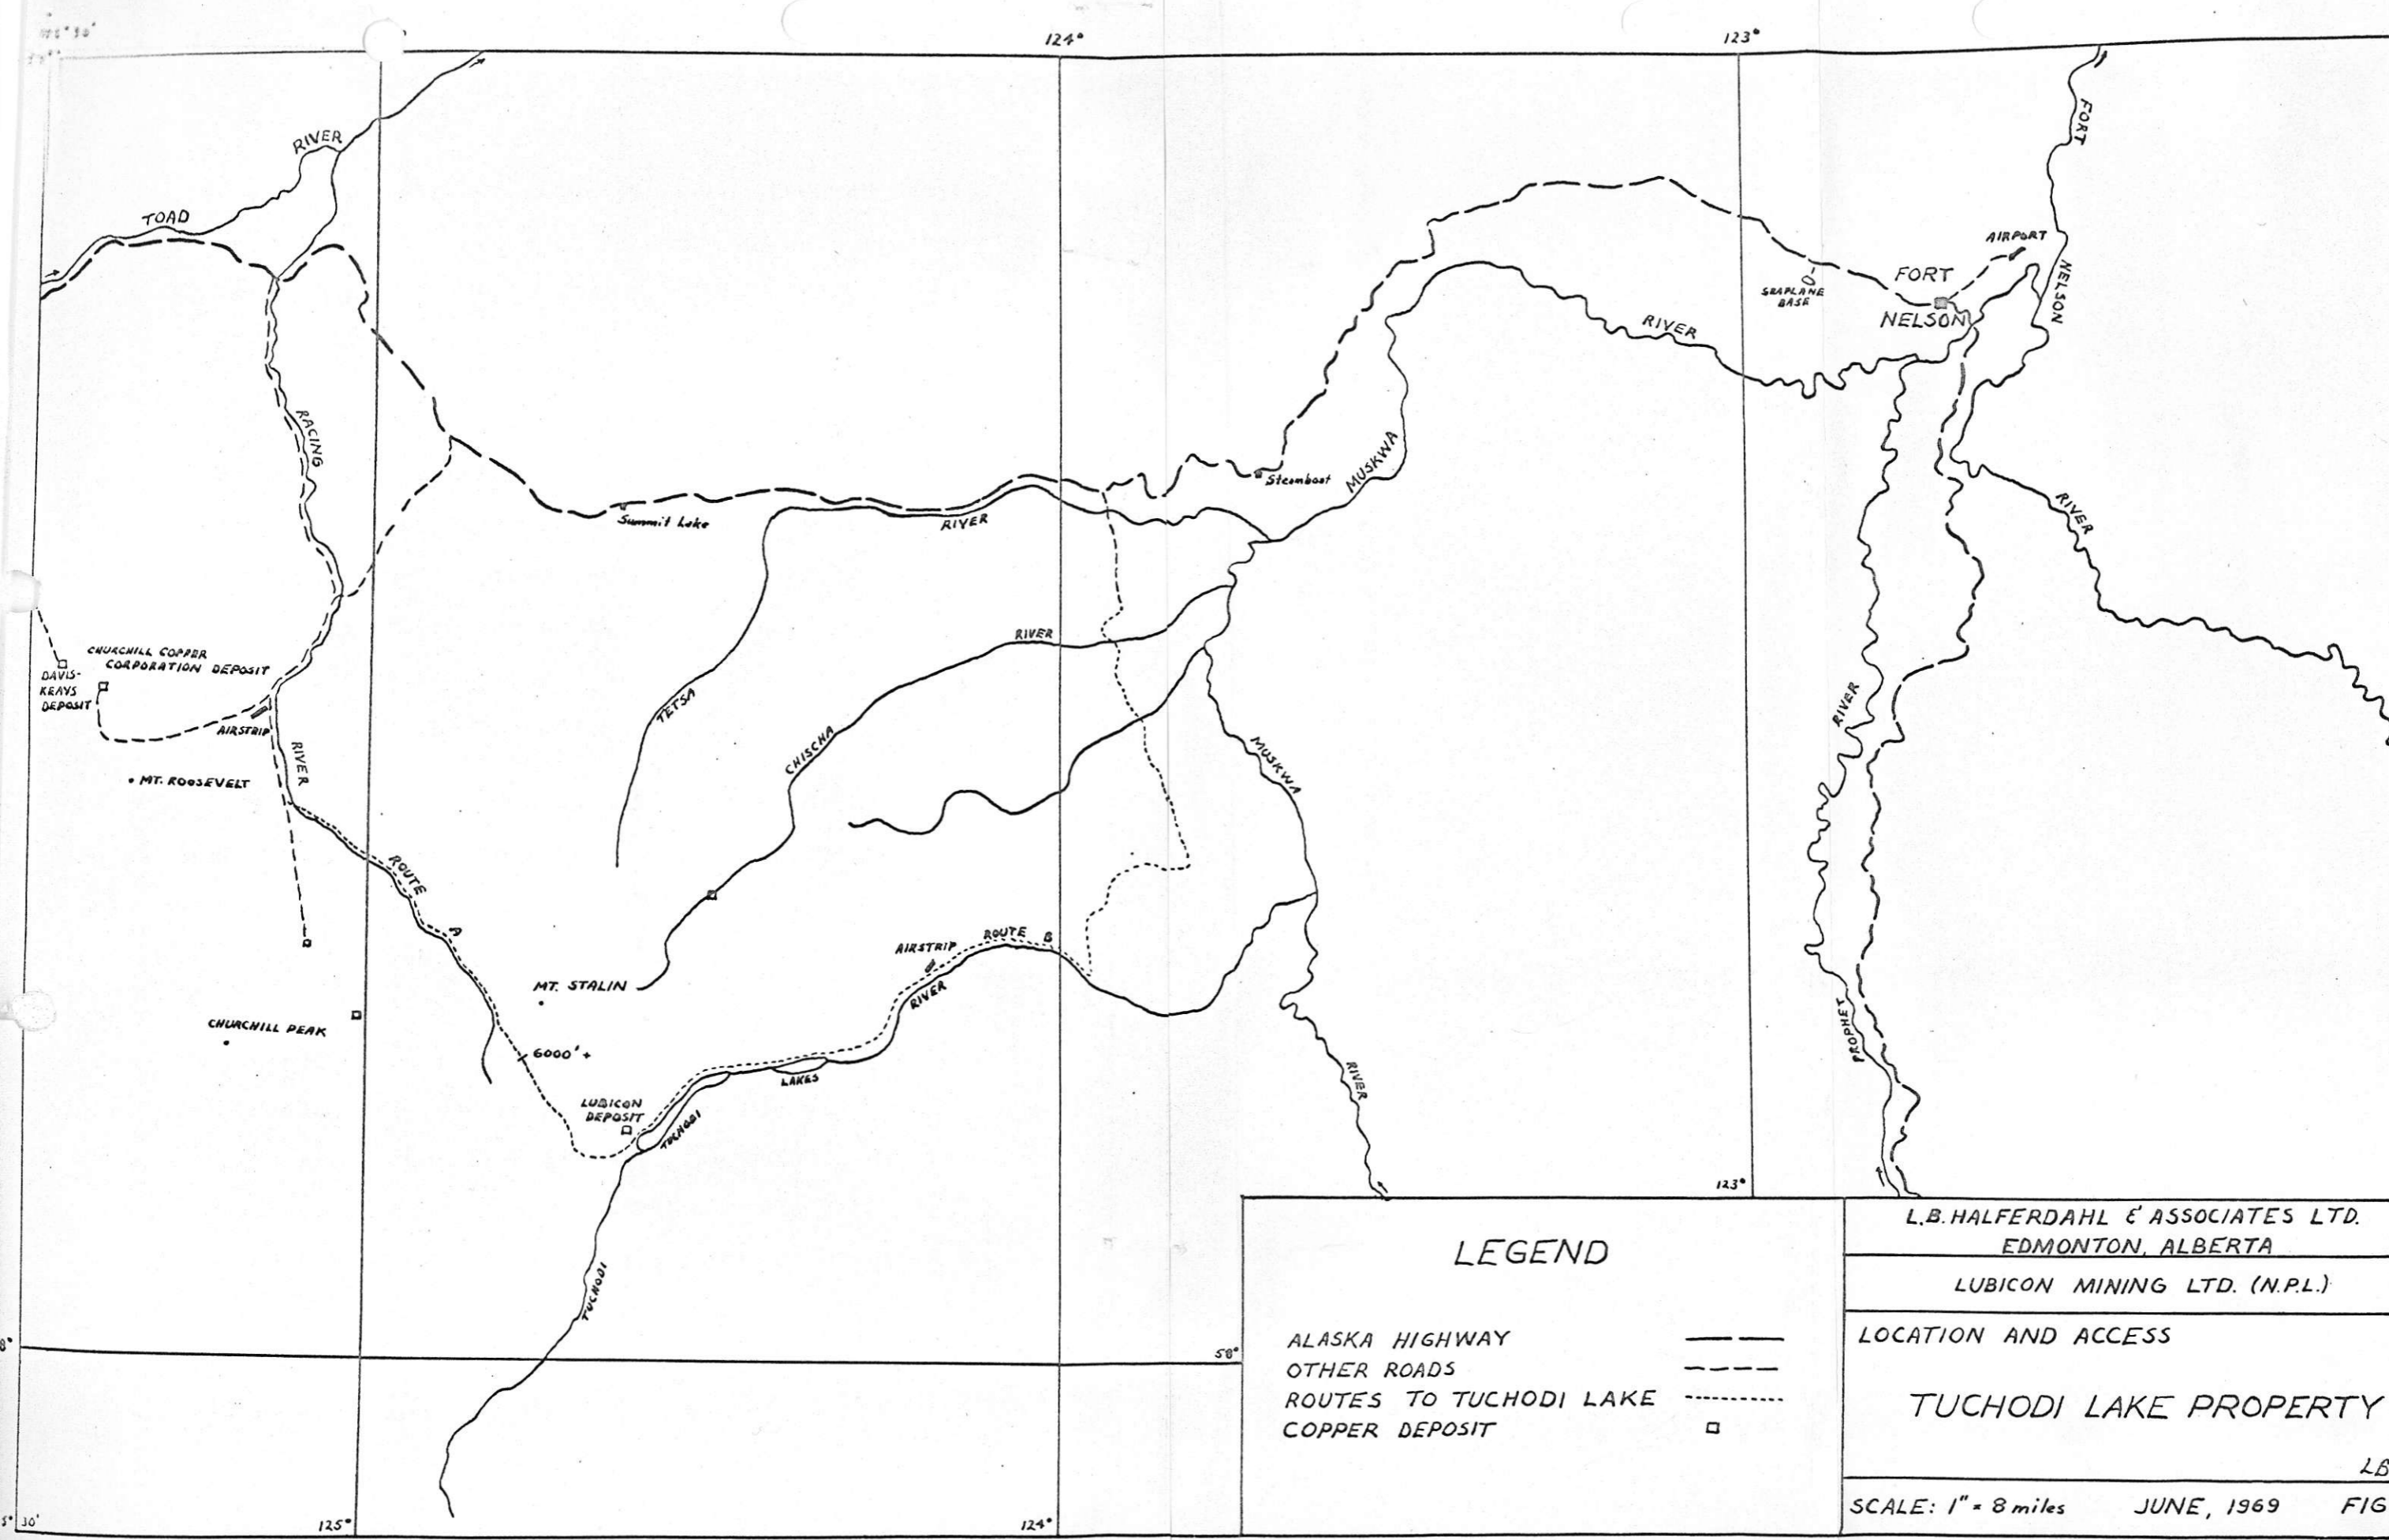 124°
123°
RIVER
TOAD
FORT
AIRPORT
FORT
NELSON
SEAPLANE
BASE
NELSON
RIVER
RACING
MUSKWA
Steamboat
Summit Lake
RIVER
RIVER
RIVER
CHURCHILL COPPER
CORPORATION DEPOSIT
DAVIS-
KEAYS
DEPOSIT
TETSA
RIVER
AIRSTRIP
RIVER
CHISCHA
MUSKWA
MT. ROOSEVELT
ROUTE
A
AIRSTRIP
ROUTE B
MT. STALIN
RIVER
PROPHET
CHURCHILL PEAK
6000'+
LAKES
RIVER
LUBICON
DEPOSIT
TUCHODI
123°
TUCHODI
8°
58°
5° 30'
125°
124°
LEGEND
ALASKA HIGHWAY
OTHER ROADS
ROUTES TO TUCHODI LAKE
COPPER DEPOSIT
L.B. HALFERDAHL & ASSOCIATES LTD.
EDMONTON, ALBERTA
LUBICON MINING LTD. (N.P.L.)
LOCATION AND ACCESS
TUCHODI LAKE PROPERTY
LB
SCALE: 1" = 8 miles JUNE, 1969 FIG